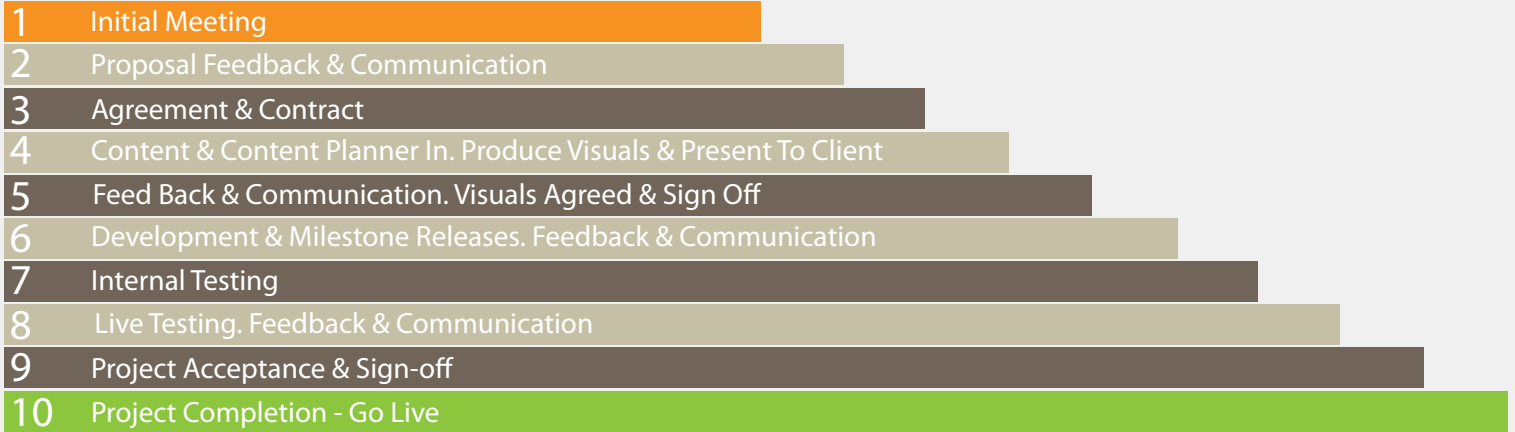 1 Initial Meeting
2 Proposal Feedback & Communication
3 Agreement & Contract
4 Content & Content Planner In. Produce Visuals & Present To Client
5 Feed Back & Communication. Visuals Agreed & Sign Off
6 Development & Milestone Releases. Feedback & Communication
7 Internal Testing
8 Live Testing. Feedback & Communication
9 Project Acceptance & Sign-off
10 Project Completion - Go Live